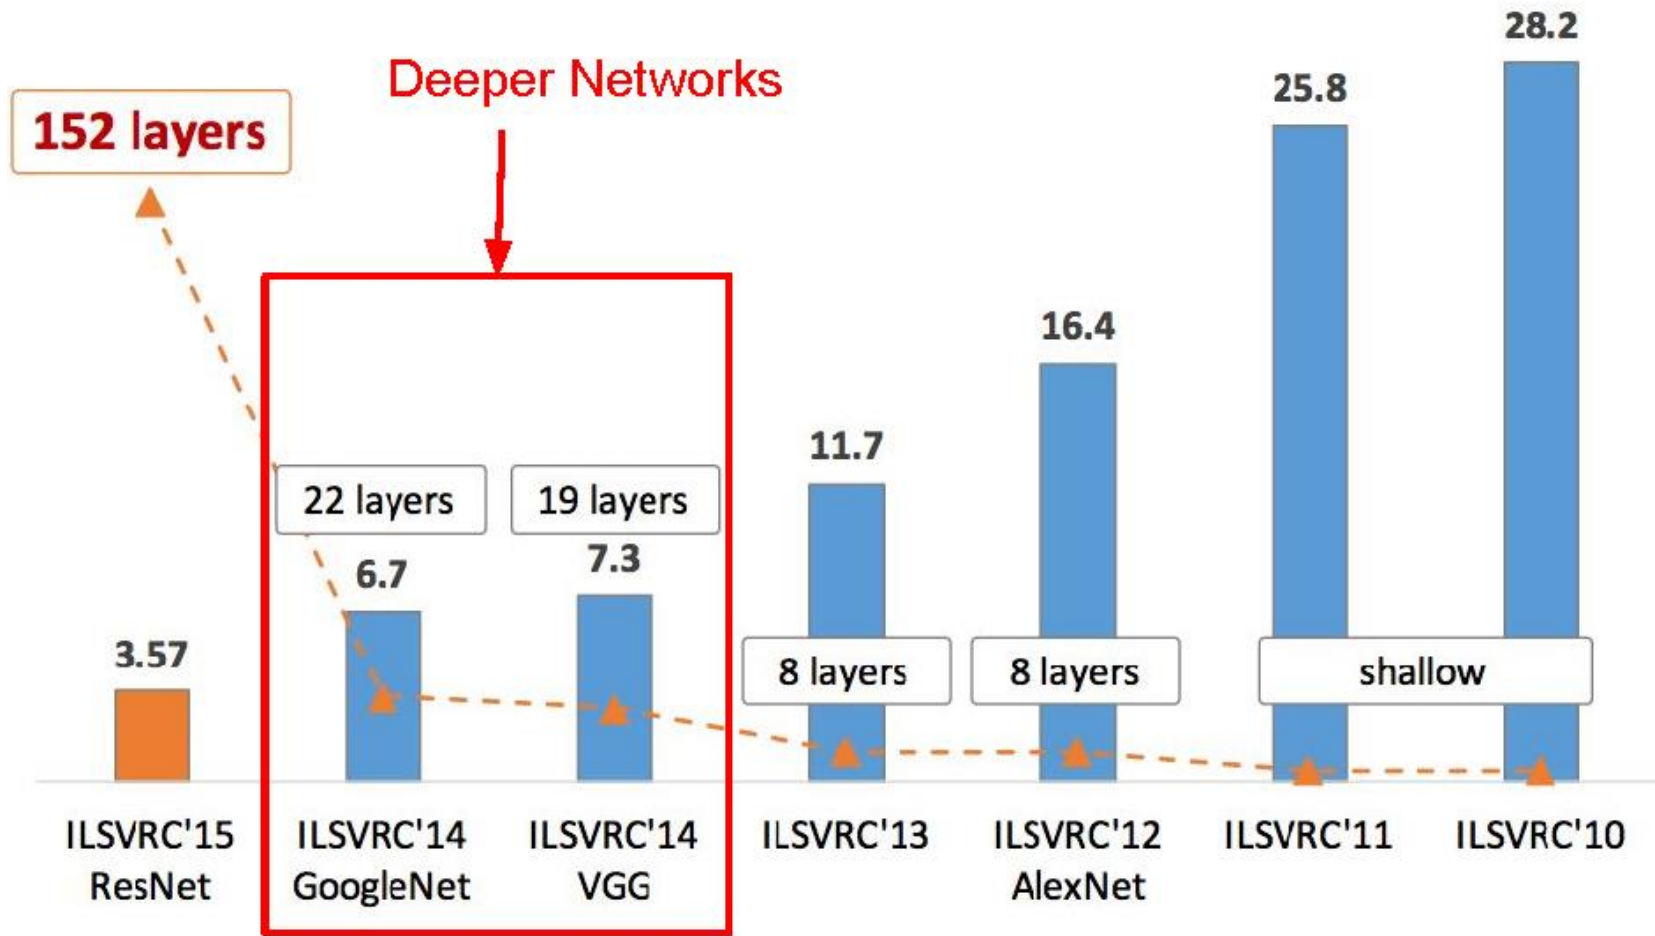 28.2
Deeper Networks
25.8
152 layers
16.4
11.7
22 layers
19 layers
7.3
6.7
3.57
8 layers
8 layers
shallow
ILSVRC'15
ResNet
ILSVRC'14
GoogleNet
ILSVRC'14
VGG
ILSVRC'13
ILSVRC'12
AlexNet
ILSVRC'11
ILSVRC'10